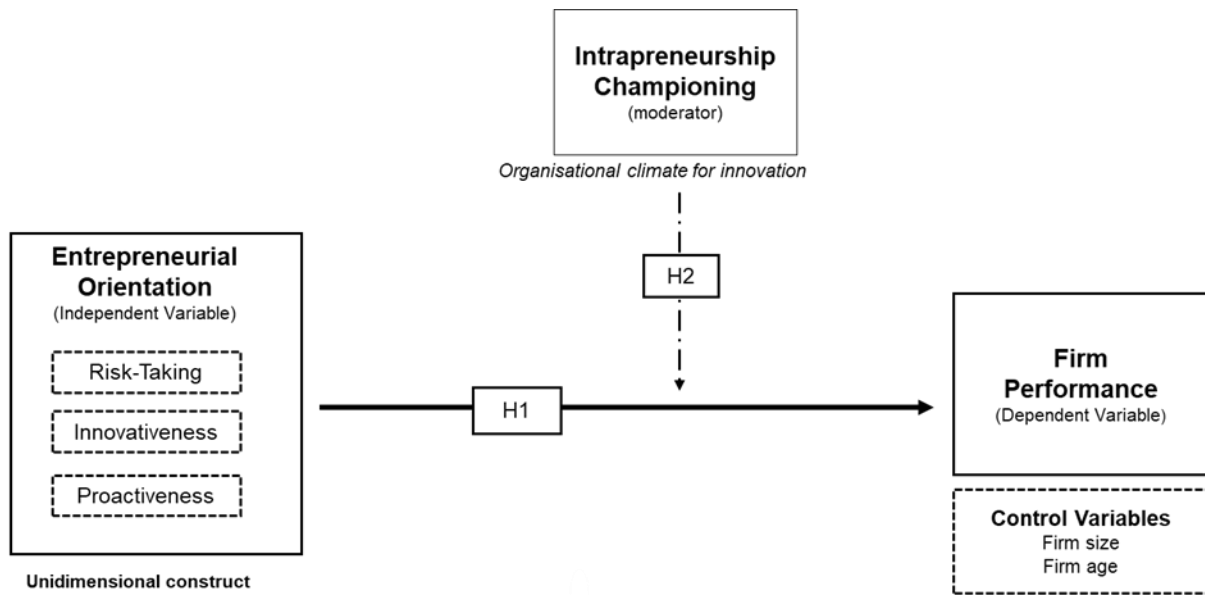 Intrapreneurship
Championing
(moderator)
Organisational climate for innovation
H2
Entrepreneurial
Orientation
(Independent Variable)
Risk-Taking
Innovativeness
Proactiveness
Unidimensional construct
H1
Firm
Performance
(Dependent Variable)
Control Variables
Firm size
Firm age